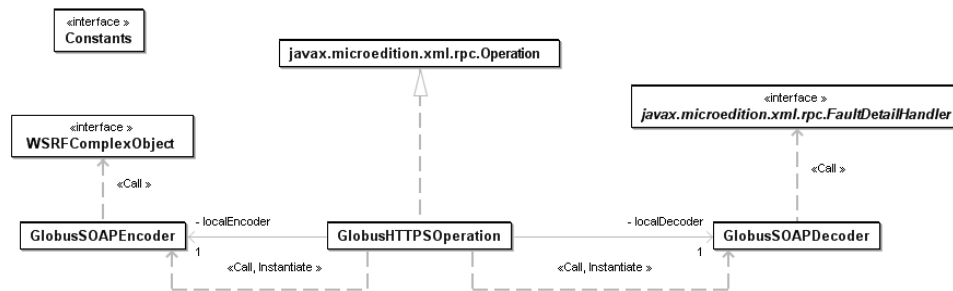 «interface »
Constants
javax.microedition.xml.rpc.Operation
«interface »
javax.microedition.xml.rpc.FaultDetailHandler
«interface »
WSRFComplexObject
«Call »
«Call »
- localEncoder
- localDecoder
GlobusSOAPEncoder
GlobusHTTPSOperation
GlobusSOAPDecoder
1
1
«Call, Instantiate »
«Call, Instantiate »